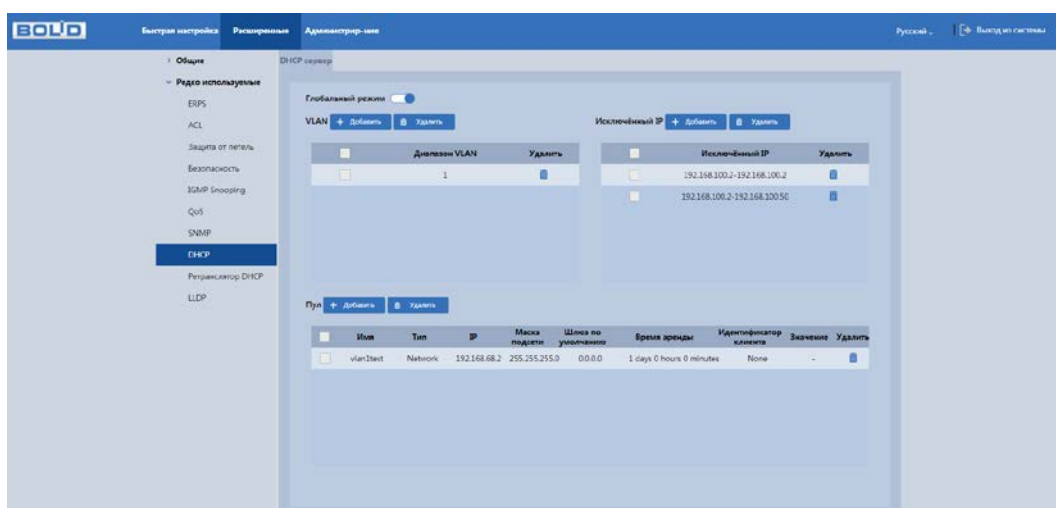 BOLID
Быстрая настройка Расширенные Администрир-ние
Русский
Выход из системы
Общие
Редко используемые
ERPS
ACL
Защита от петель
Безопасность
IGMP Snooping
QoS
SNMP
DHCP
Ретранслятор DHCP
LLDP
DHCP сервер
Глобальный режим
VLAN + Добавить Удалить
Диапазон VLAN Удалить
1
Исключённый IP + Добавить Удалить
Исключённый IP Удалить
192.168.100.2-192.168.100.2
192.168.100.2-192.168.100.50
Пул + Добавить Удалить
Имя Тип IP Маска подсети Шлюз по умолчанию Время аренды Идентификатор клиента Значение Удалить
vlan1test Network 192.168.68.2 255.255.255.0 0.0.0.0 1 days 0 hours 0 minutes None -